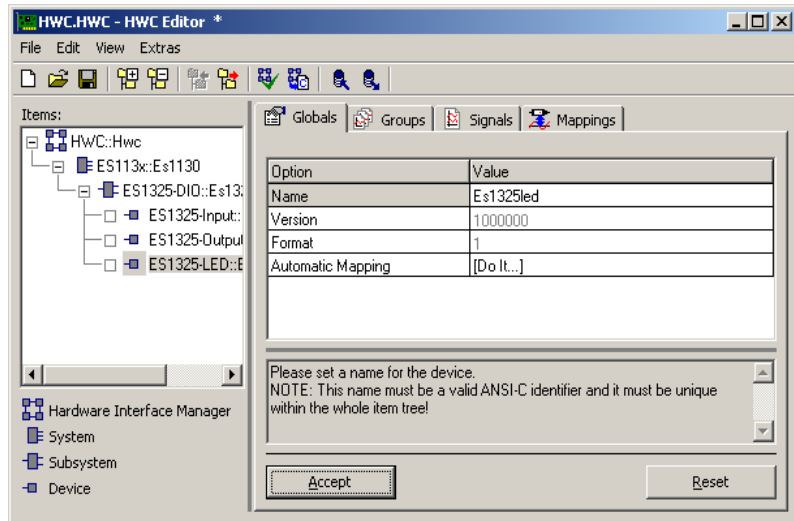 HWC.HWC - HWC Editor *
File Edit View Extras
Items:
HWC::Hwc
ES113x::Es1130
ES1325-DIO::Es13
ES1325-Input::
ES1325-Outpu
ES1325-LED::E
Hardware Interface Manager
System
Subsystem
Device
Globals Groups Signals Mappings
Option Value
Name Es1325led
Version 1000000
Format 1
Automatic Mapping [Do It...]
Please set a name for the device.
NOTE: This name must be a valid ANSI-C identifier and it must be unique
within the whole item tree!
Accept Reset